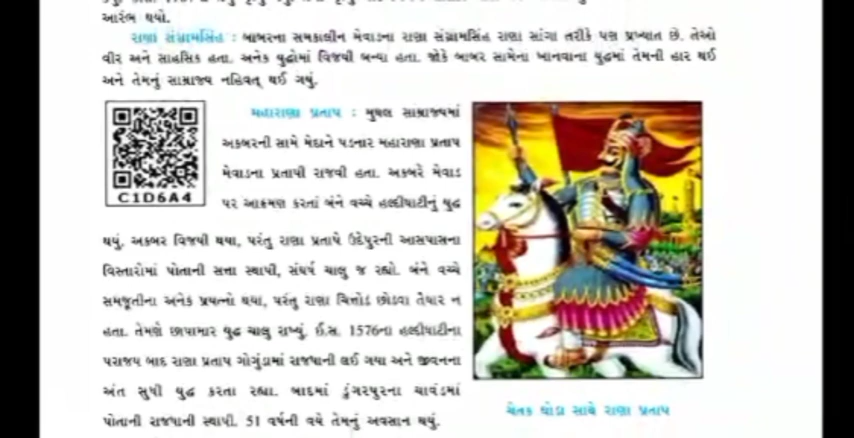 આરંભ થયો.
રાણા સંગ્રામસિંહ : બાબરના સમકાલીન મેવાડના રાણા સંગ્રામસિંહ રાણા સાંગા તરીકે પણ પ્રખ્યાત છે. તેઓ
વીર અને સાહસિક હતા. અનેક યુદ્ધોમાં વિજયી બન્યા હતા. જોકે બાબર સામેના ખાનવાના યુદ્ધમાં તેમની હાર થઈ
અને તેમનું સામ્રાજ્ય નહિવત્ થઈ ગયું.
મહારાણા પ્રતાપ : મુઘલ સામ્રાજ્યમાં
અકબરની સામે મેદાને પડનાર મહારાણા પ્રતાપ
મેવાડના પ્રતાપી રાજવી હતા. અકબરે મેવાડ
પર આક્રમણ કરતાં બંને વચ્ચે હલ્દીઘાટીનું યુદ્ધ
C1D6A4
થયું. અકબર વિજયી થયા, પરંતુ રાણા પ્રતાપે ઉદેપુરની આસપાસના
વિસ્તારોમાં પોતાની સત્તા સ્થાપી, સંઘર્ષ ચાલુ જ રહ્યો. બંને વચ્ચે
સમજૂતીના અનેક પ્રયત્નો થયા, પરંતુ રાણા ચિત્તોડ છોડવા તૈયાર ન
હતા. તેમણે છાપામાર યુદ્ધ ચાલુ રાખ્યું. ઈ.સ. 1576ના હલ્દીઘાટીના
પરાજય બાદ રાણા પ્રતાપ ગોગુંડામાં રાજધાની લઈ ગયા અને જીવનના
અંત સુધી યુદ્ધ કરતા રહ્યા. બાદમાં ડુંગરપુરના ચાવંડમાં
પોતાની રાજધાની સ્થાપી. 51 વર્ષની વયે તેમનું અવસાન થયું.
ચેતક ઘોડા સાથે રાણા પ્રતાપ